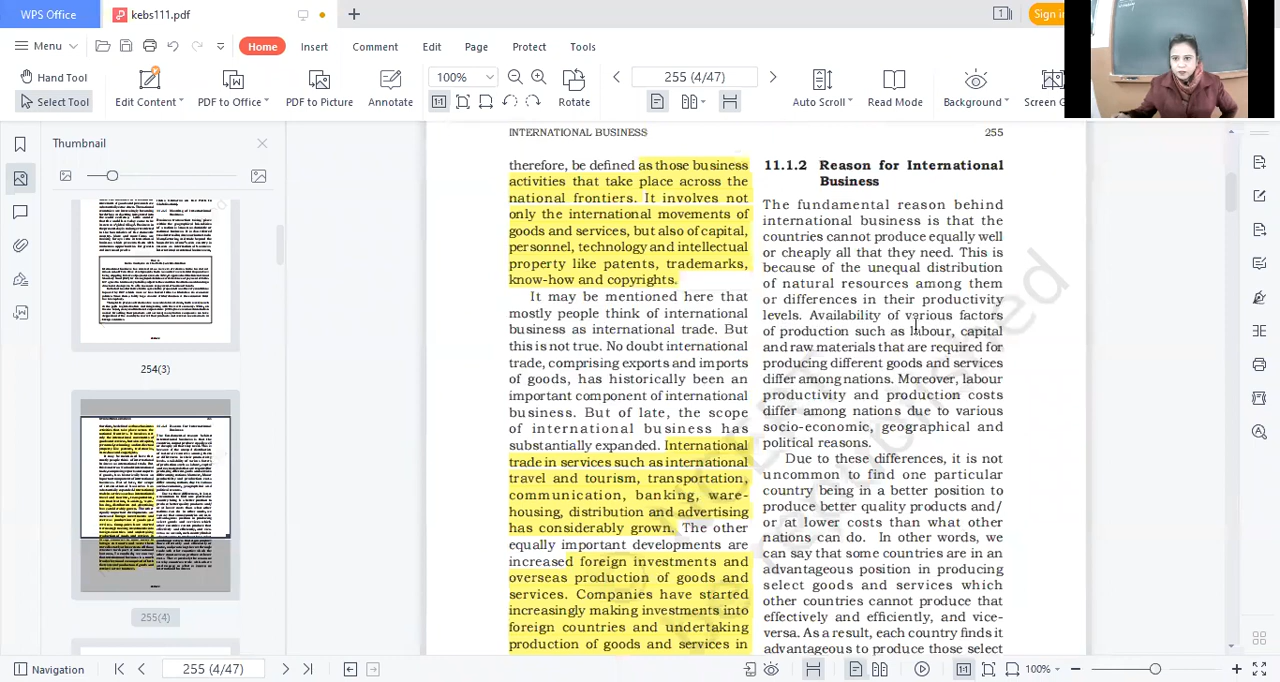 WPS Office
kebs111.pdf
1
Sign in
Menu
Home
Insert
Comment
Edit
Page
Protect
Tools
Hand Tool
Select Tool
Edit Content
PDF to Office
PDF to Picture
Annotate
100%
1:1
Rotate
255 (4/47)
Auto Scroll
Read Mode
Background
Screen G
Thumbnail
254(3)
255(4)
INTERNATIONAL BUSINESS
255
therefore, be defined as those business
activities that take place across the
national frontiers. It involves not
only the international movements of
goods and services, but also of capital,
personnel, technology and intellectual
property like patents, trademarks,
know-how and copyrights.
It may be mentioned here that
mostly people think of international
business as international trade. But
this is not true. No doubt international
trade, comprising exports and imports
of goods, has historically been an
important component of international
business. But of late, the scope
of international business has
substantially expanded. International
trade in services such as international
travel and tourism, transportation,
communication, banking, ware-
housing, distribution and advertising
has considerably grown. The other
equally important developments are
increased foreign investments and
overseas production of goods and
services. Companies have started
increasingly making investments into
foreign countries and undertaking
production of goods and services in
11.1.2 Reason for International
Business
The fundamental reason behind
international business is that the
countries cannot produce equally well
or cheaply all that they need. This is
because of the unequal distribution
of natural resources among them
or differences in their productivity
levels. Availability of various factors
of production such as labour, capital
and raw materials that are required for
producing different goods and services
differ among nations. Moreover, labour
productivity and production costs
differ among nations due to various
socio-economic, geographical and
political reasons.
Due to these differences, it is not
uncommon to find one particular
country being in a better position to
produce better quality products and/
or at lower costs than what other
nations can do. In other words, we
can say that some countries are in an
advantageous position in producing
select goods and services which
other countries cannot produce that
effectively and efficiently, and vice-
versa. As a result, each country finds it
advantageous to produce those select
Navigation
255 (4/47)
1:1
100%